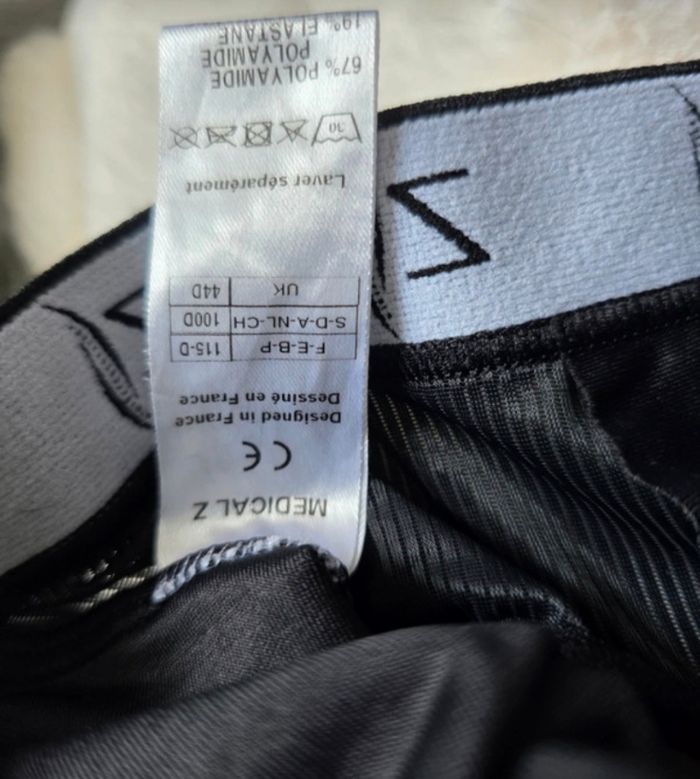 MEDICAL Z
CE
Designed in France
Dessiné en France
F-E-B-P 115-D
S-D-A-NL-CH 100D
UK 44D
Laver séparément
30
67% POLYAMIDE
POLYAMIDE
19% ELASTANE
Z